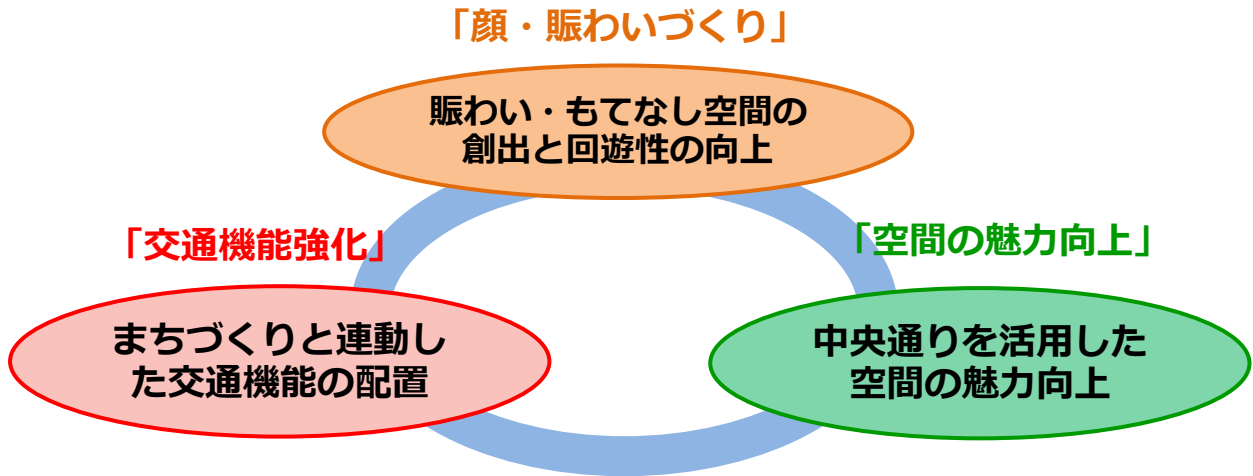 「顔・賑わいづくり」
賑わい・もてなし空間の
創出と回遊性の向上
「交通機能強化」
「空間の魅力向上」
まちづくりと連動し
た交通機能の配置
中央通りを活用した
空間の魅力向上